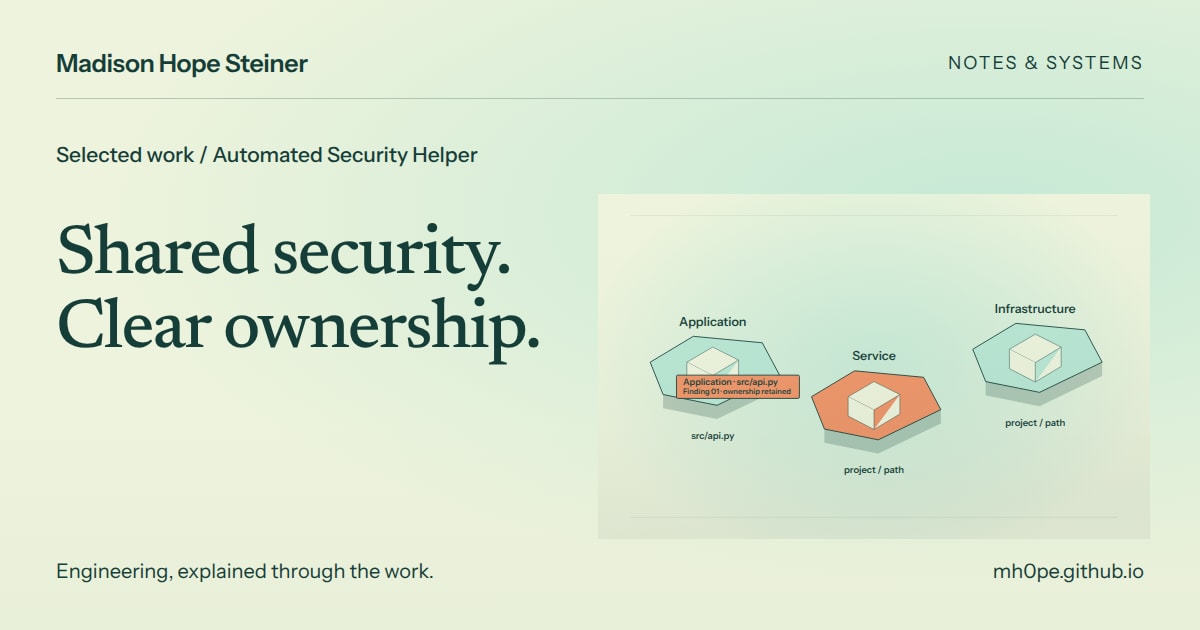 Madison Hope Steiner
NOTES & SYSTEMS
Selected work / Automated Security Helper
Shared security.
Clear ownership.
Application
Application · src/api.py
Finding 01 · ownership retained
src/api.py
Service
project / path
Infrastructure
project / path
Engineering, explained through the work.
mh0pe.github.io